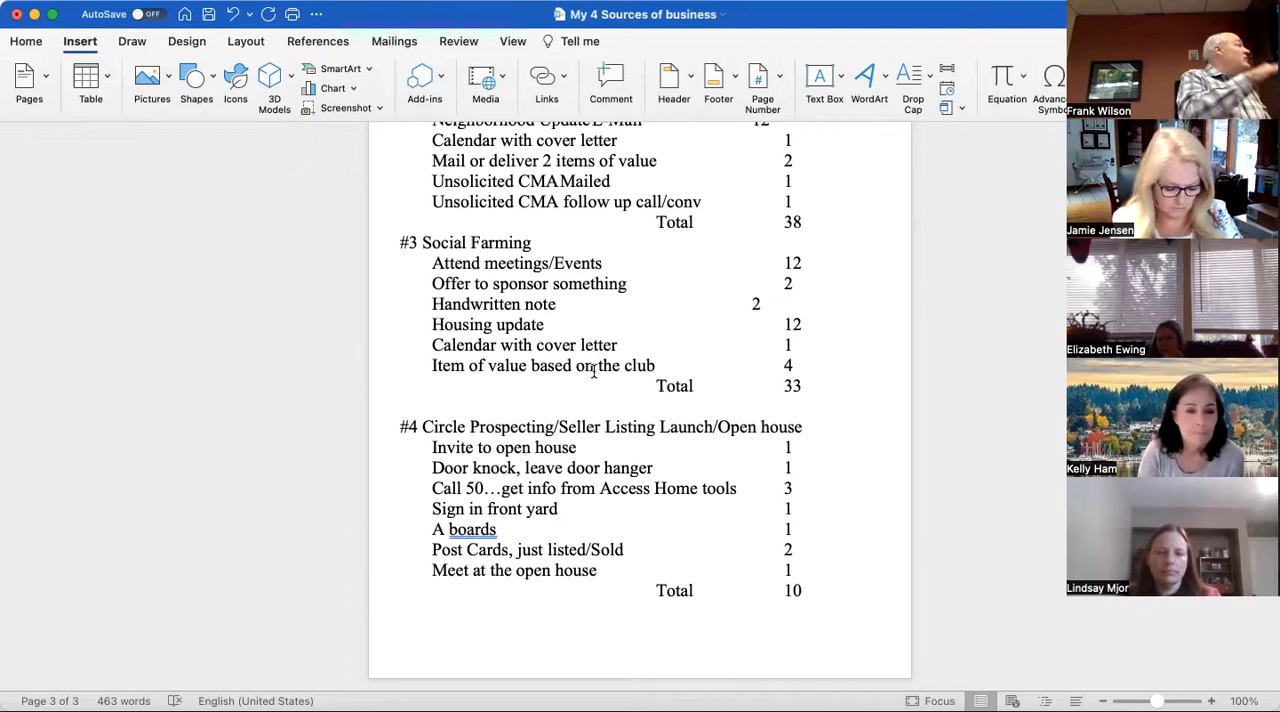 AutoSave OFF My 4 Sources of business
Home Insert Draw Design Layout References Mailings Review View Tell me
Pages Table Pictures Shapes Icons 3D Models SmartArt Chart Screenshot Add-ins Media Links Comment Header Footer Page Number Text Box WordArt Drop Cap Equation Advanc Symbo
Neighborhood Update E-Mail 12
Calendar with cover letter 1
Mail or deliver 2 items of value 2
Unsolicited CMA Mailed 1
Unsolicited CMA follow up call/conv 1
Total 38
#3 Social Farming
Attend meetings/Events 12
Offer to sponsor something 2
Handwritten note 2
Housing update 12
Calendar with cover letter 1
Item of value based on the club 4
Total 33
#4 Circle Prospecting/Seller Listing Launch/Open house
Invite to open house 1
Door knock, leave door hanger 1
Call 50…get info from Access Home tools 3
Sign in front yard 1
A boards 1
Post Cards, just listed/Sold 2
Meet at the open house 1
Total 10
Page 3 of 3 463 words English (United States) Focus 100%
Frank Wilson
Jamie Jensen
Elizabeth Ewing
Kelly Ham
Lindsay Mjor